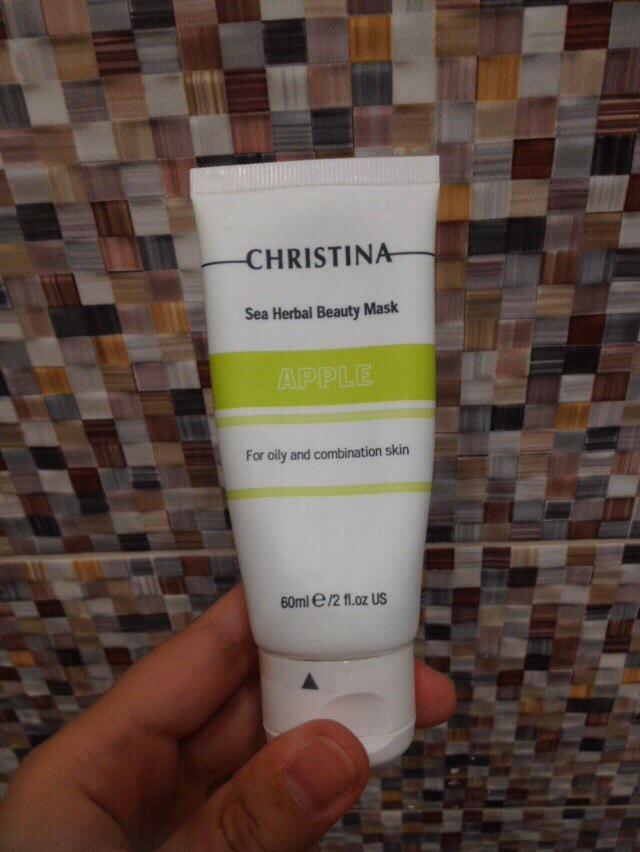 CHRISTINA
Sea Herbal Beauty Mask
APPLE
For oily and combination skin
60ml ℮/2 fl.oz US